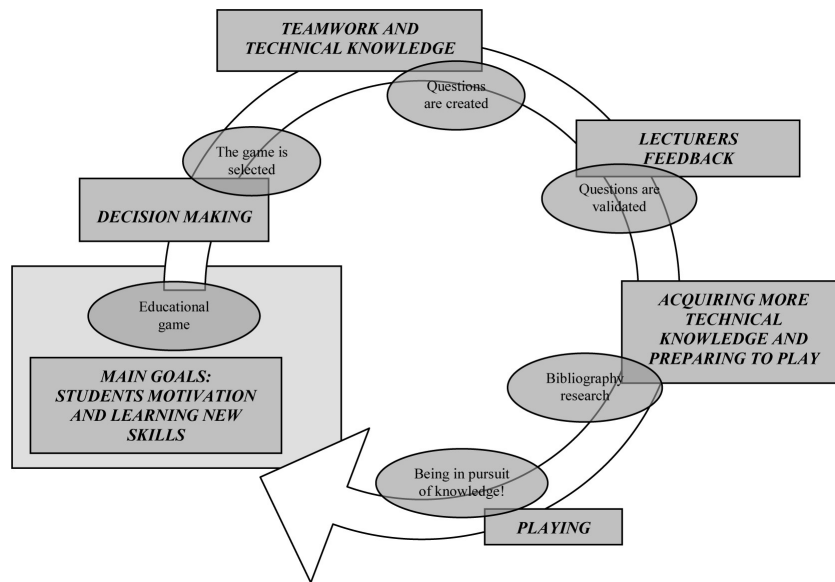 TEAMWORK AND
TECHNICAL KNOWLEDGE
Questions
are created
LECTURERS
FEEDBACK
The game is
selected
Questions are
validated
DECISION MAKING
Educational
game
ACQUIRING MORE
TECHNICAL
KNOWLEDGE AND
PREPARING TO PLAY
MAIN GOALS:
STUDENTS MOTIVATION
AND LEARNING NEW
SKILLS
Bibliography
research
Being in pursuit
of knowledge!
PLAYING